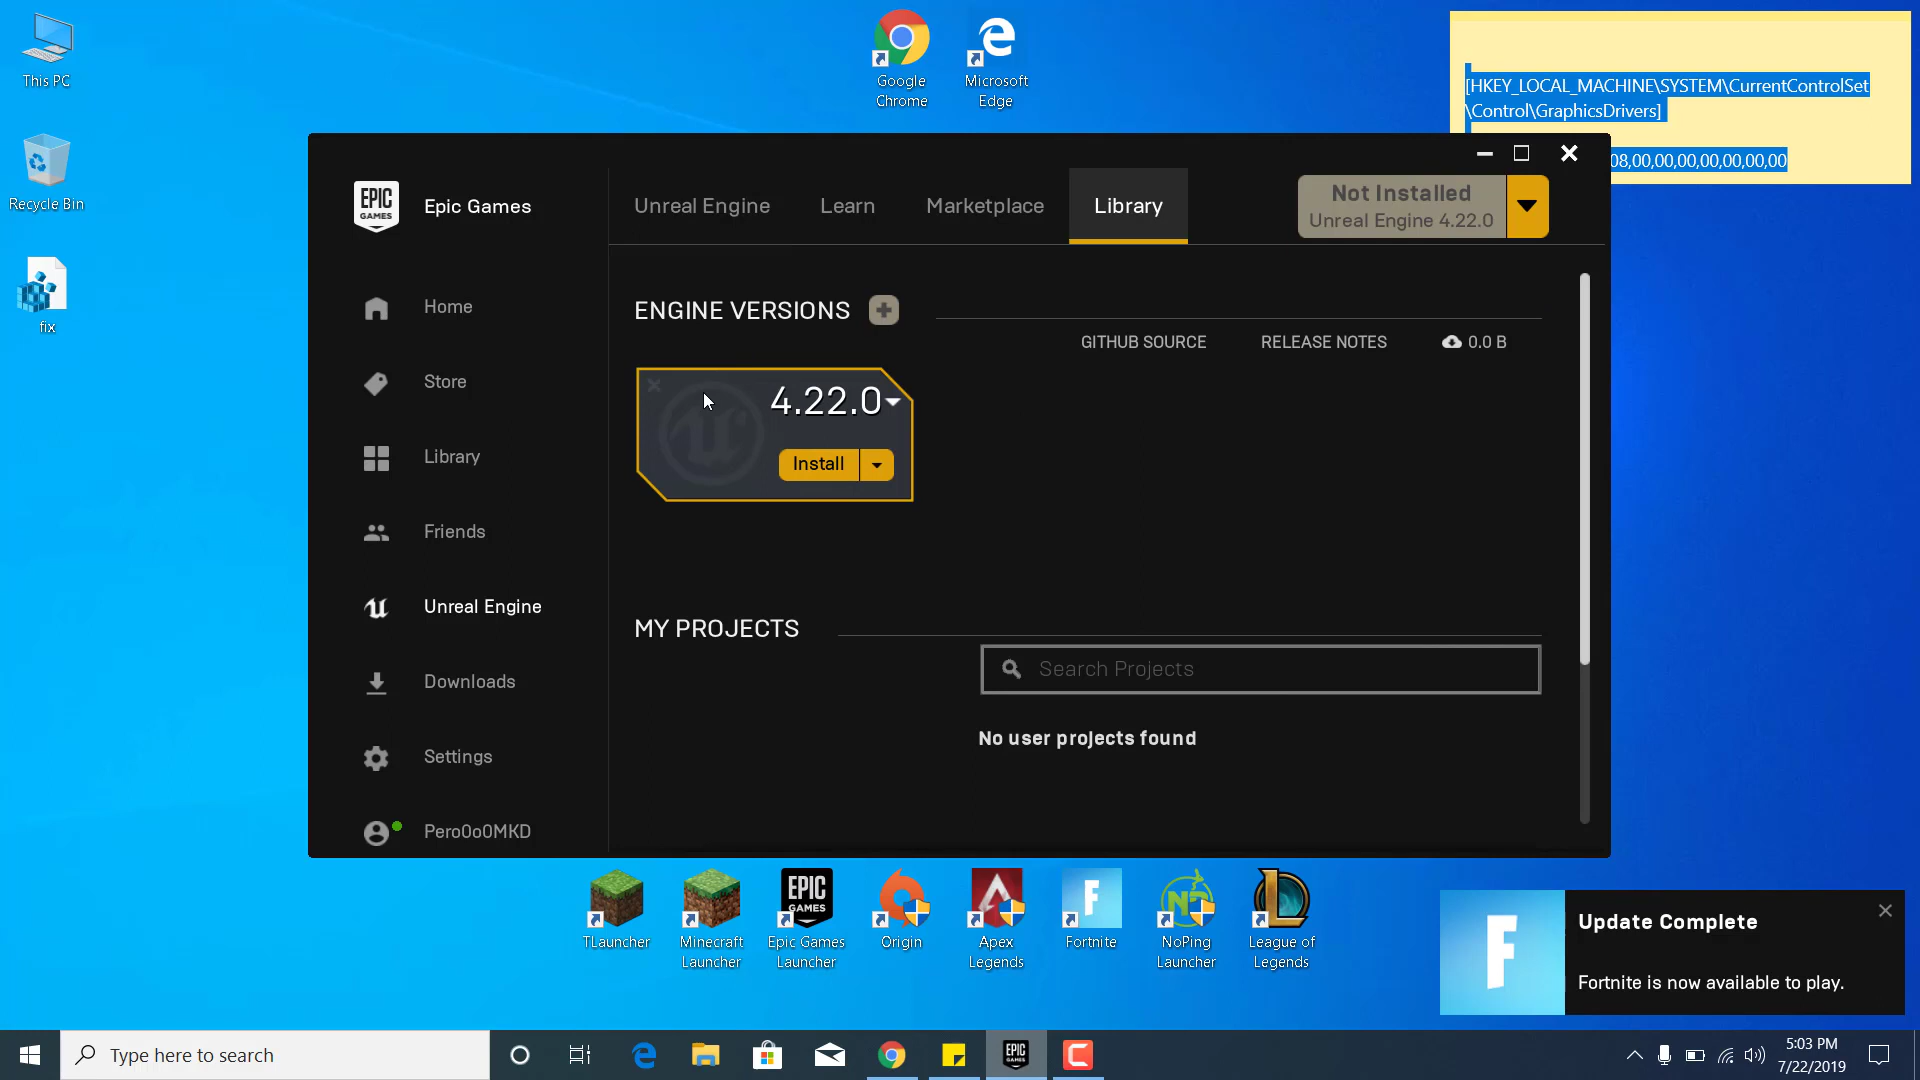 This PC
Recycle Bin
fix
Google
Chrome
Microsoft
Edge
[HKEY_LOCAL_MACHINE\SYSTEM\CurrentControlSet
\Control\GraphicsDrivers]
08,00,00,00,00,00,00,00
EPIC
GAMES
Epic Games
Unreal Engine
Learn
Marketplace
Library
Not Installed
Unreal Engine 4.22.0
Home
Store
Library
Friends
Unreal Engine
Downloads
Settings
Pero0o0MKD
ENGINE VERSIONS
GITHUB SOURCE
RELEASE NOTES
0.0 B
4.22.0
Install
MY PROJECTS
Search Projects
No user projects found
TLauncher
Minecraft
Launcher
EPIC
GAMES
Epic Games
Launcher
Origin
Apex
Legends
F
Fortnite
NoPing
Launcher
League of
Legends
F
Update Complete
Fortnite is now available to play.
Type here to search
EPIC
GAMES
5:03 PM
7/22/2019